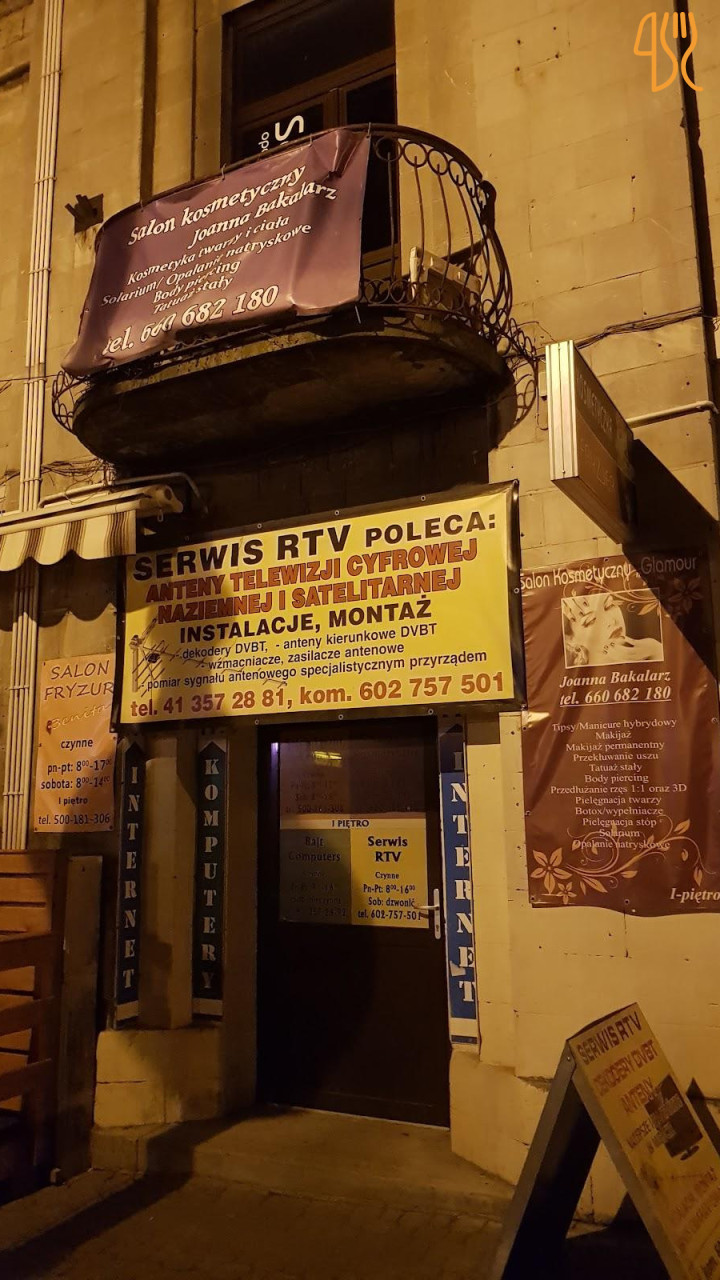 Salon kosmetyczny
Joanna Bakalarz
Kosmetyka twarzy i ciała
Solarium/ Opalanie natryskowe
Body piercing
Tatuaż stały
tel. 660 682 180
SERWIS RTV POLECA:
ANTENY TELEWIZJI CYFROWEJ
NAZIEMNEJ I SATELITARNEJ
INSTALACJE, MONTAŻ
- dekodery DVBT, - anteny kierunkowe DVBT
- wzmacniacze, zasilacze antenowe
- pomiar sygnału antenowego specjalistycznym przyrządem
tel. 41 357 28 81, kom. 602 757 501
SALON
FRYZUR
Benita
czynne
pn-pt: 8⁰⁰-17⁰⁰
sobota: 8⁰⁰-14⁰⁰
I piętro
tel. 500-181-306
INTERNET
KOMPUTERY
I PIĘTRO
Rajt
Computers
Serwis
RTV
Czynne
Pn-Pt: 8⁰⁰-16⁰⁰
Sob: dzwonić
tel. 602-757-501
INTERNET
Salon Kosmetyczny Glamour
Joanna Bakalarz
tel. 660 682 180
Tipsy/Manicure hybrydowy
Makijaż
Makijaż permanentny
Przekłuwanie uszu
Tatuaż stały
Body piercing
Przedłużanie rzęs 1:1 oraz 3D
Pielęgnacja twarzy
Botox/wypełniacze
Pielęgnacja stóp
Solarium
Opalanie natryskowe
I-piętro
SERWIS RTV
DEKODERY DVBT
ANTENY